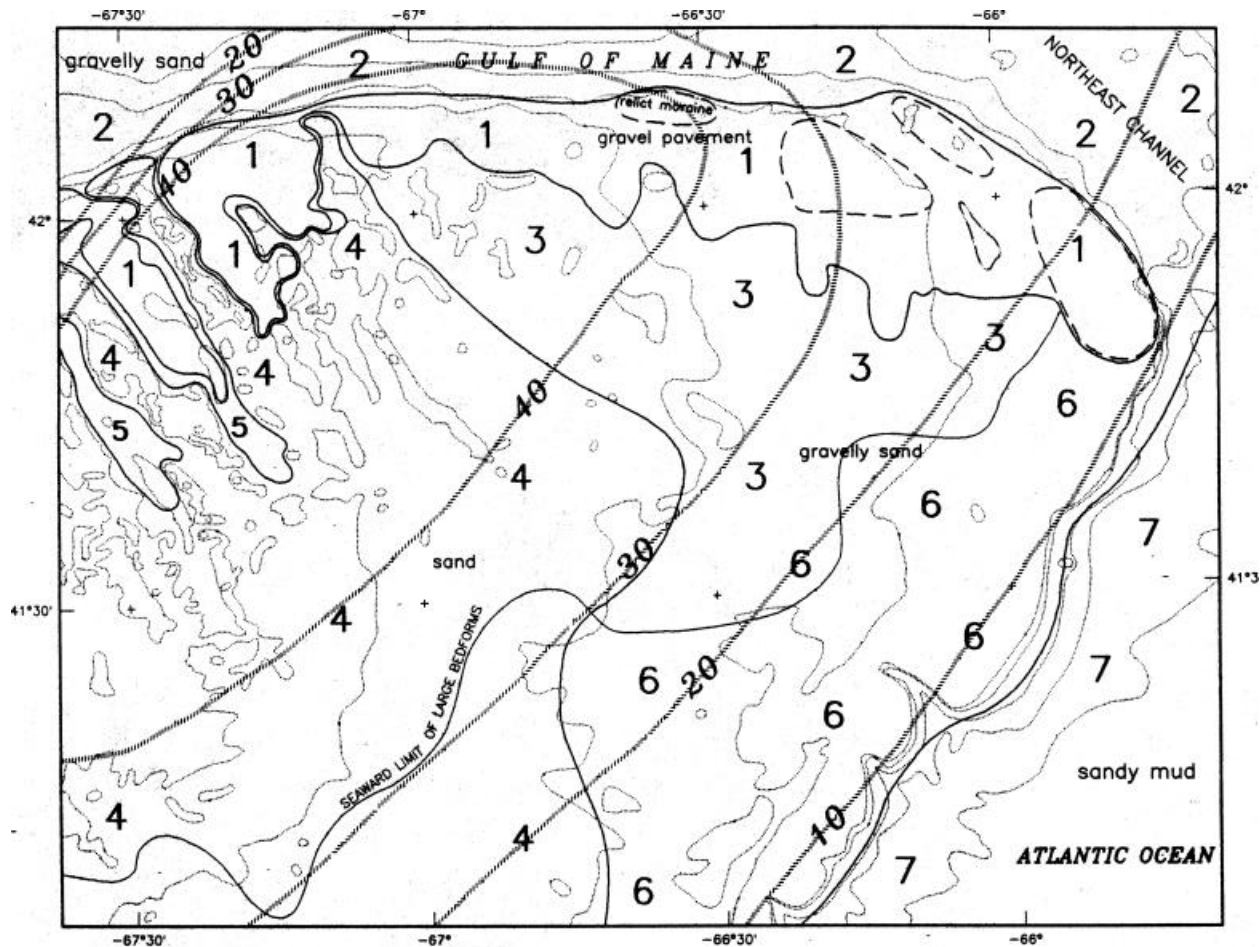 -67°30' -67° -66°30' -66°
gravelly sand 20 2 GULF OF MAINE 2 NORTHEAST CHANNEL
30
2 (relict moraine) 2
2
1 1 gravel pavement 1
40
42° 42°
1 4 3 1
1
3
4 4 3 3
40 6
5 5
gravelly sand
4 3 6
7
sand 30 6
41°30' 41°3
4 6
SEAWARD LIMIT OF LARGE BEDFORMS
6 20 7
6
sandy mud
4 4 10
ATLANTIC OCEAN
6 7
-67°30' -67° -66°30' -66°